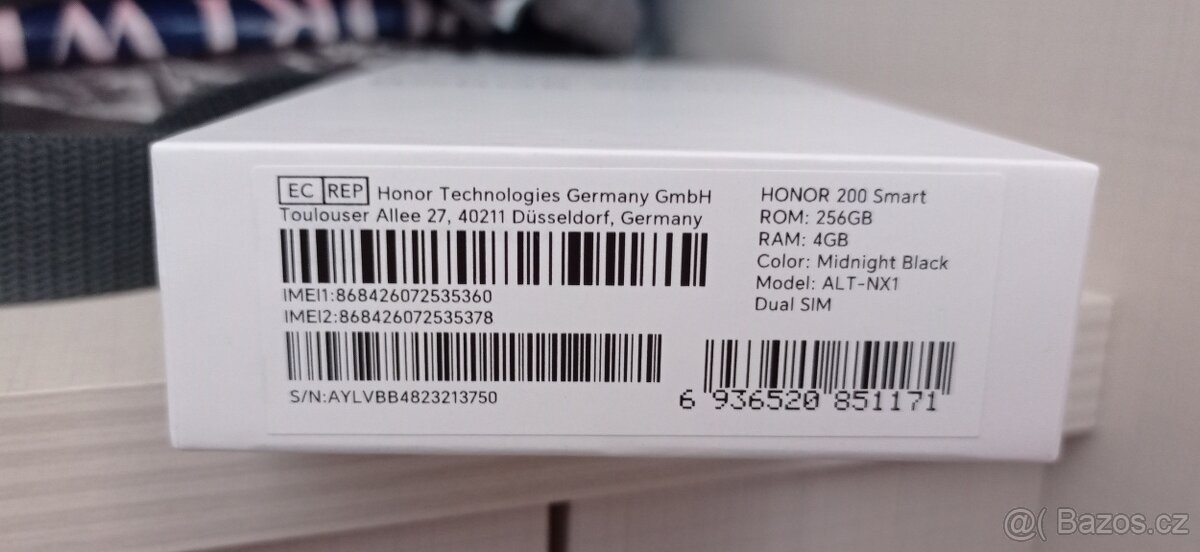 EC REP Honor Technologies Germany GmbH
Toulouser Allee 27, 40211 Düsseldorf, Germany
IMEI1:868426072535360
IMEI2:868426072535378
S/N:AYLVBB4823213750
HONOR 200 Smart
ROM: 256GB
RAM: 4GB
Color: Midnight Black
Model: ALT-NX1
Dual SIM
6 936520 851171
@( Bazos.cz